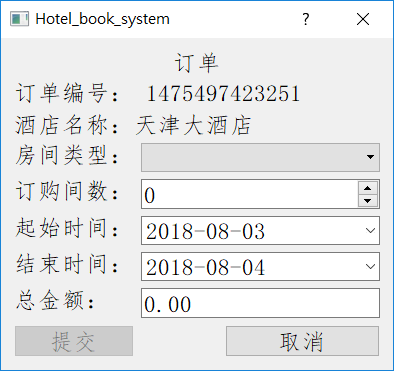 Hotel_book_system
订单
订单编号： 1475497423251
酒店名称：天津大酒店
房间类型：
订购间数： 0
起始时间： 2018-08-03
结束时间： 2018-08-04
总金额： 0.00
提交 取消